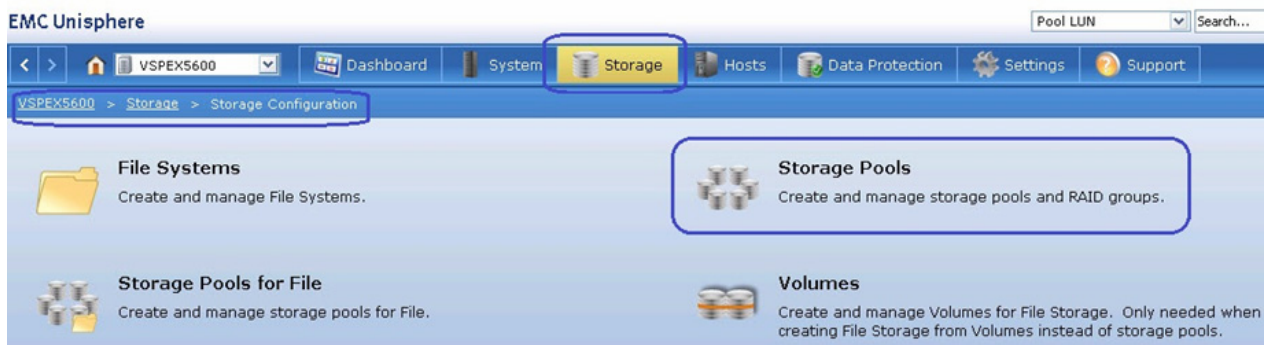 EMC Unisphere
Pool LUN
Search...
< > VSPEX5600 Dashboard System Storage Hosts Data Protection Settings Support
VSPEX5600 > Storage > Storage Configuration
File Systems
Create and manage File Systems.
Storage Pools
Create and manage storage pools and RAID groups.
Storage Pools for File
Create and manage storage pools for File.
Volumes
Create and manage Volumes for File Storage. Only needed when
creating File Storage from Volumes instead of storage pools.